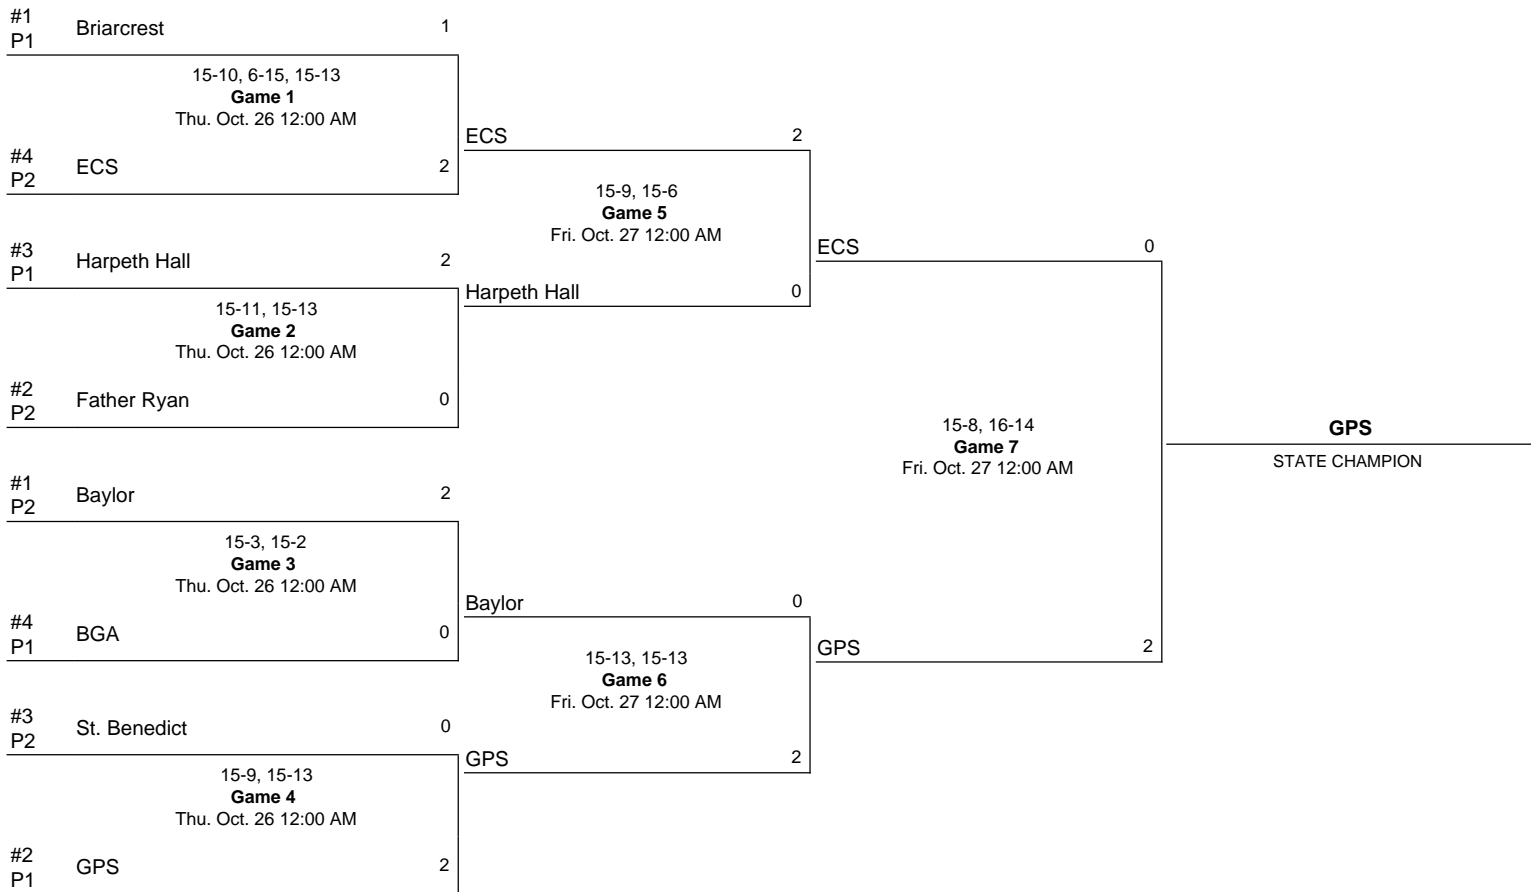 #1
P1
Briarcrest
1
15-10, 6-15, 15-13
Game 1
Thu. Oct. 26 12:00 AM
#4
P2
ECS
2
#3
P1
Harpeth Hall
2
15-11, 15-13
Game 2
Thu. Oct. 26 12:00 AM
#2
P2
Father Ryan
0
#1
P2
Baylor
2
15-3, 15-2
Game 3
Thu. Oct. 26 12:00 AM
#4
P1
BGA
0
#3
P2
St. Benedict
0
15-9, 15-13
Game 4
Thu. Oct. 26 12:00 AM
#2
P1
GPS
2
ECS
2
15-9, 15-6
Game 5
Fri. Oct. 27 12:00 AM
Harpeth Hall
0
Baylor
0
15-13, 15-13
Game 6
Fri. Oct. 27 12:00 AM
GPS
2
ECS
0
15-8, 16-14
Game 7
Fri. Oct. 27 12:00 AM
GPS
2
GPS
STATE CHAMPION